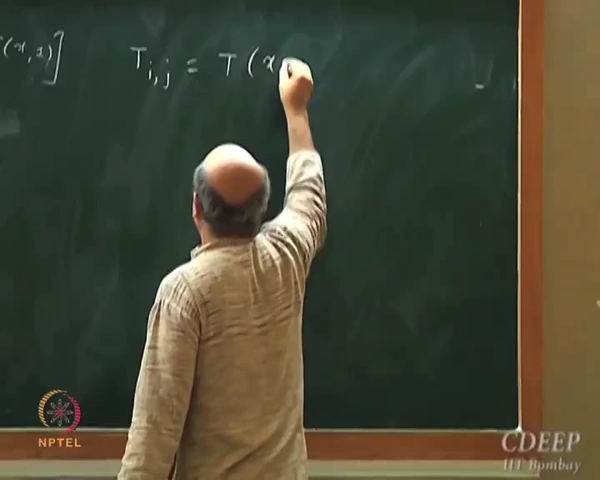 (x, z)]
T_{i,j} = T(x
NPTEL
CDEEP
IIT Bombay